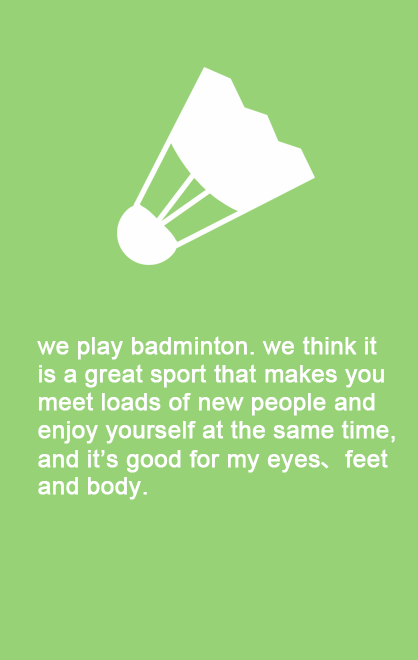 we play badminton. we think it
is a great sport that makes you
meet loads of new people and
enjoy yourself at the same time,
and it’s good for my eyes、feet
and body.